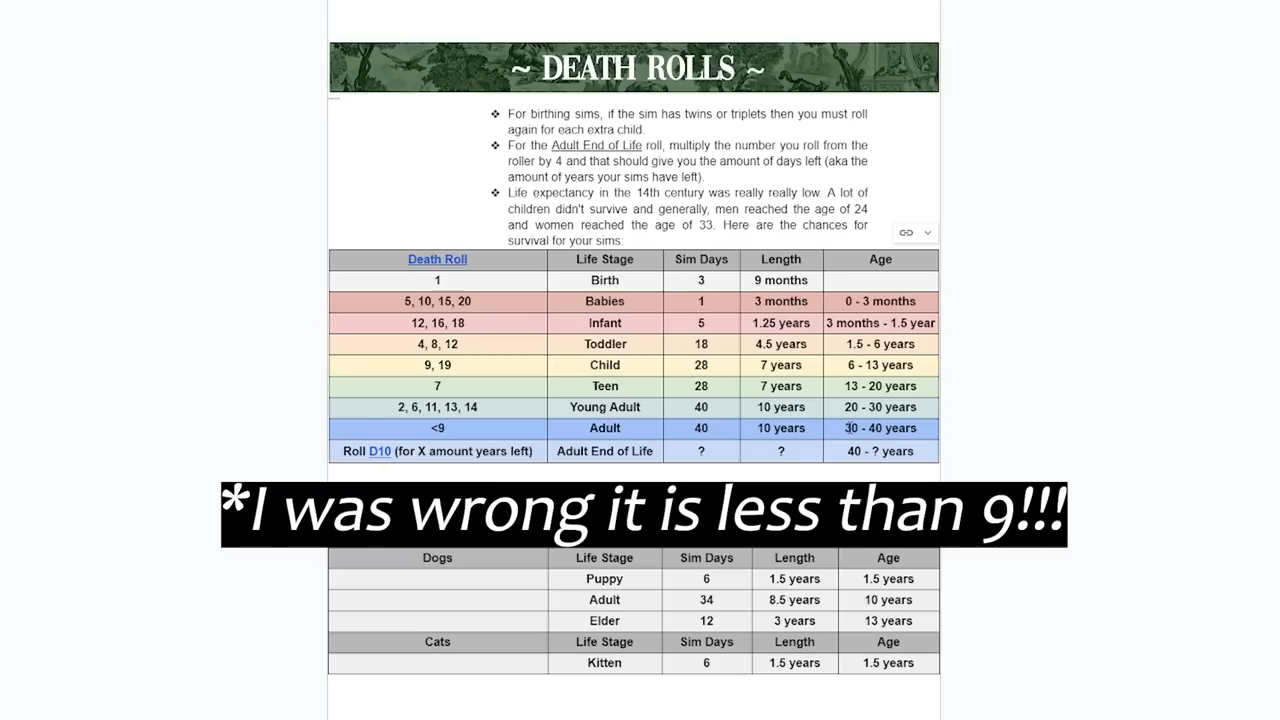 ~ DEATH ROLLS ~
❖ For birthing sims, if the sim has twins or triplets then you must roll
again for each extra child.
❖ For the Adult End of Life roll, multiply the number you roll from the
roller by 4 and that should give you the amount of days left (aka the
amount of years your sims have left).
❖ Life expectancy in the 14th century was really really low. A lot of
children didn't survive and generally, men reached the age of 24
and women reached the age of 33. Here are the chances for
survival for your sims:
Death Roll Life Stage Sim Days Length Age
1 Birth 3 9 months
5, 10, 15, 20 Babies 1 3 months 0 - 3 months
12, 16, 18 Infant 5 1.25 years 3 months - 1.5 year
4, 8, 12 Toddler 18 4.5 years 1.5 - 6 years
9, 19 Child 28 7 years 6 - 13 years
7 Teen 28 7 years 13 - 20 years
2, 6, 11, 13, 14 Young Adult 40 10 years 20 - 30 years
<9 Adult 40 10 years 30 - 40 years
Roll D10 (for X amount years left) Adult End of Life ? ? 40 - ? years
*I was wrong it is less than 9!!!
Dogs Life Stage Sim Days Length Age
Puppy 6 1.5 years 1.5 years
Adult 34 8.5 years 10 years
Elder 12 3 years 13 years
Cats Life Stage Sim Days Length Age
Kitten 6 1.5 years 1.5 years